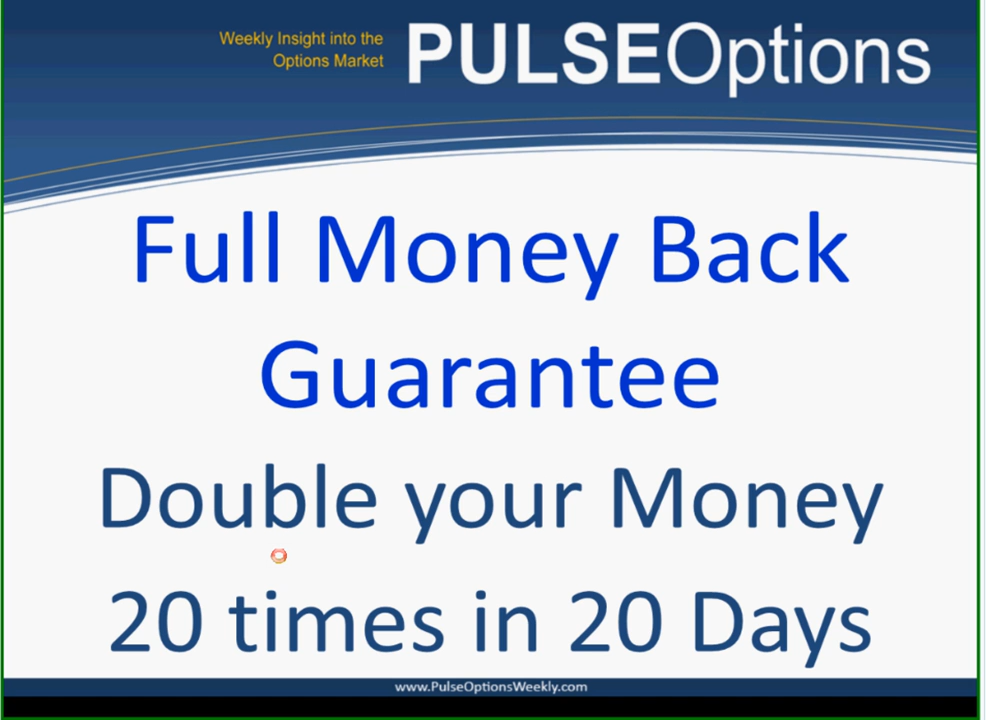 Weekly Insight into the
Options Market
PULSEOptions
Full Money Back
Guarantee
Double your Money
20 times in 20 Days
www.PulseOptionsWeekly.com